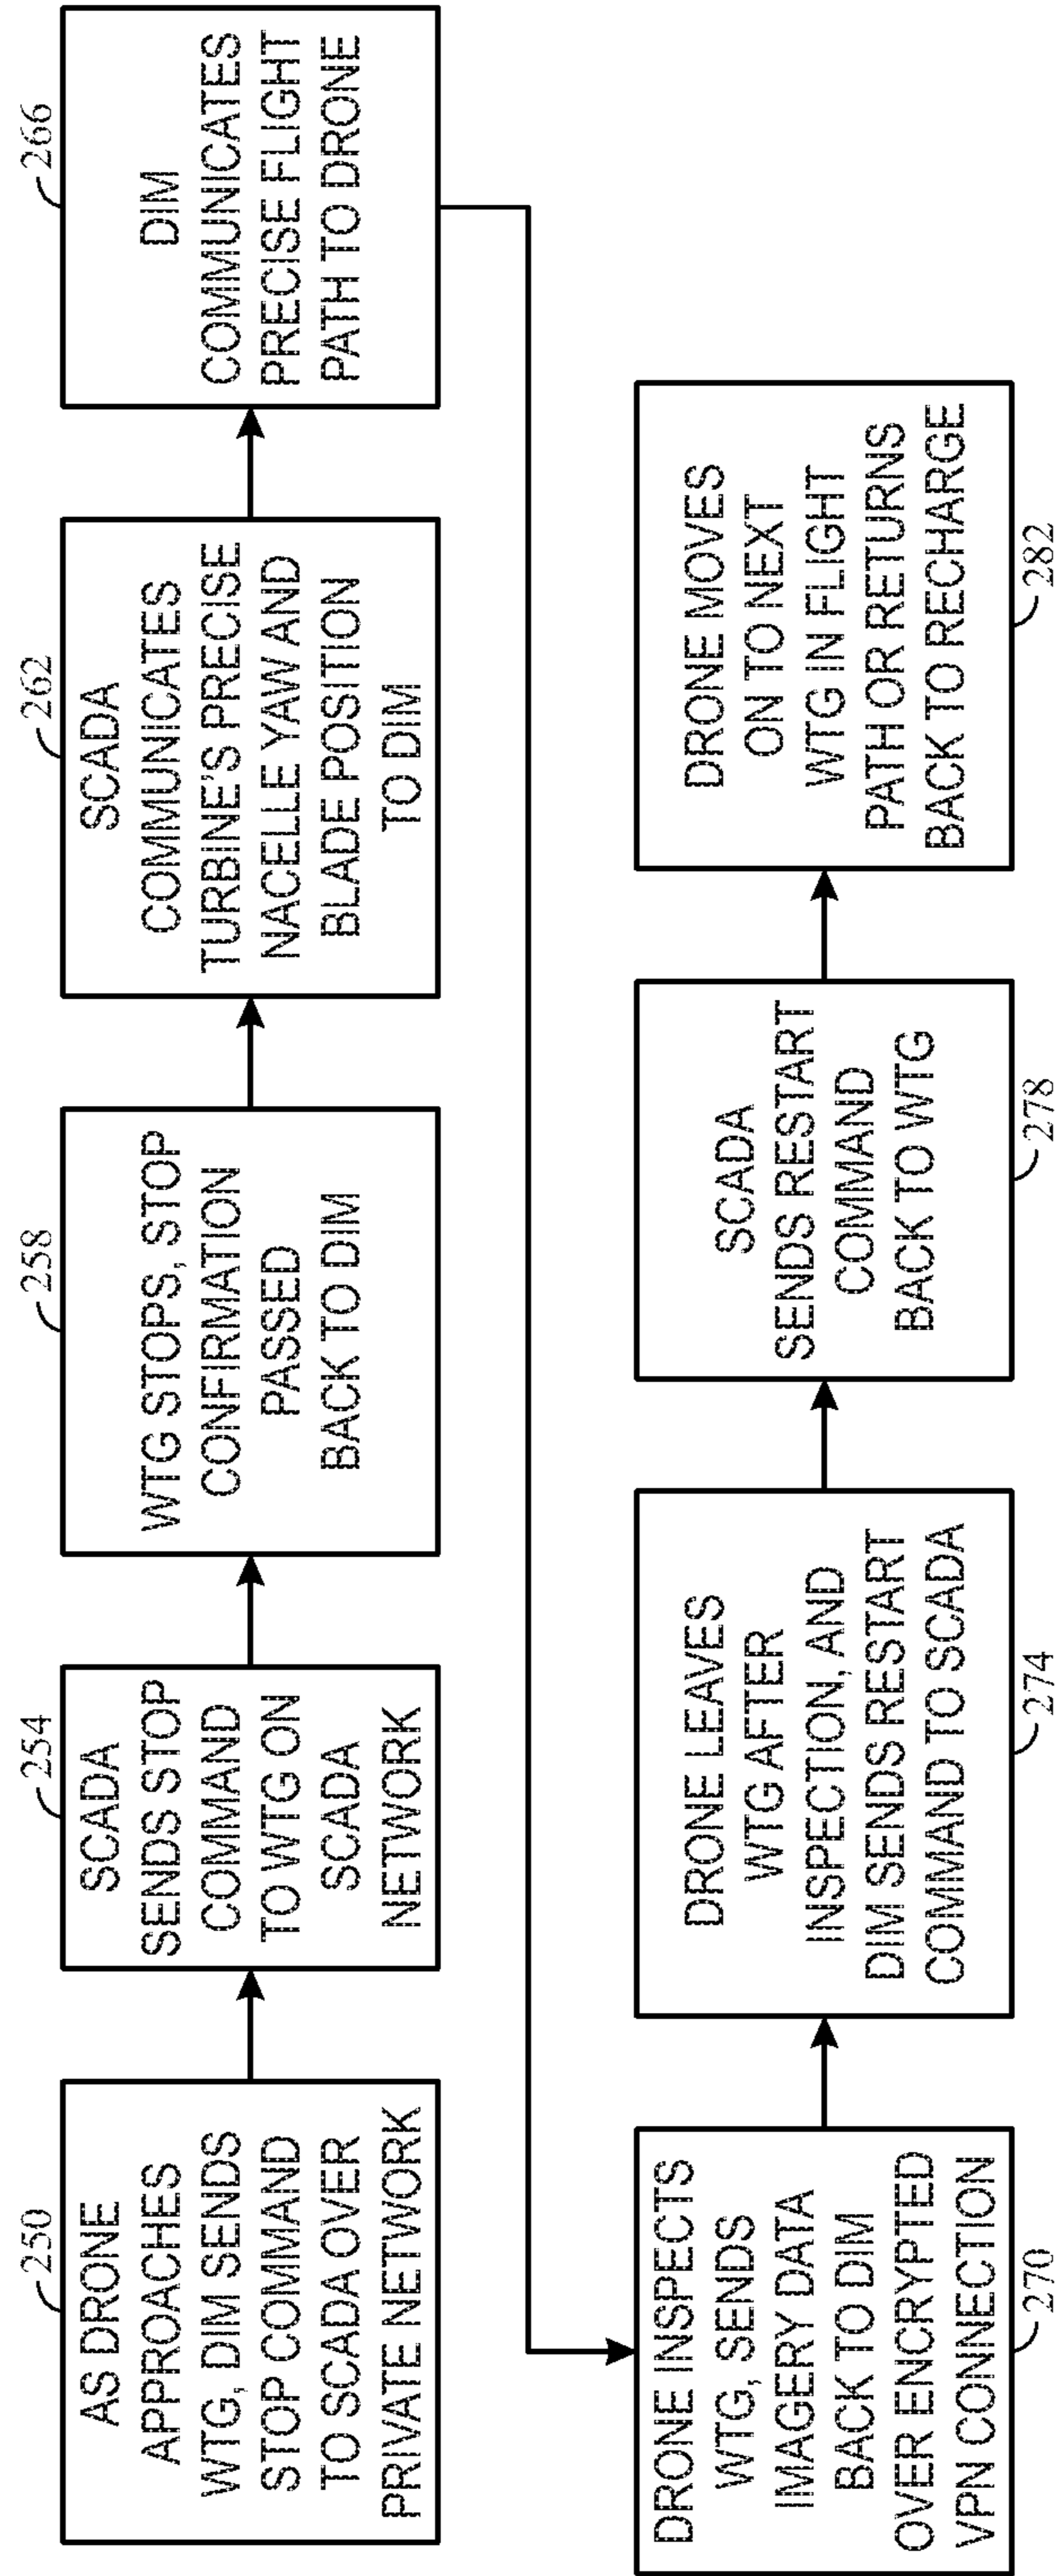 250
AS DRONE
APPROACHES
WTG, DIM SENDS
STOP COMMAND
TO SCADA OVER
PRIVATE NETWORK
254
SCADA
SENDS STOP
COMMAND
TO WTG ON
SCADA
NETWORK
258
WTG STOPS, STOP
CONFIRMATION
PASSED
BACK TO DIM
262
SCADA
COMMUNICATES
TURBINE'S PRECISE
NACELLE YAW AND
BLADE POSITION
TO DIM
266
DIM
COMMUNICATES
PRECISE FLIGHT
PATH TO DRONE
DRONE INSPECTS
WTG, SENDS
IMAGERY DATA
BACK TO DIM
OVER ENCRYPTED
VPN CONNECTION
270
DRONE LEAVES
WTG AFTER
INSPECTION, AND
DIM SENDS RESTART
COMMAND TO SCADA
274
SCADA
SENDS RESTART
COMMAND
BACK TO WTG
278
DRONE MOVES
ON TO NEXT
WTG IN FLIGHT
PATH OR RETURNS
BACK TO RECHARGE
282